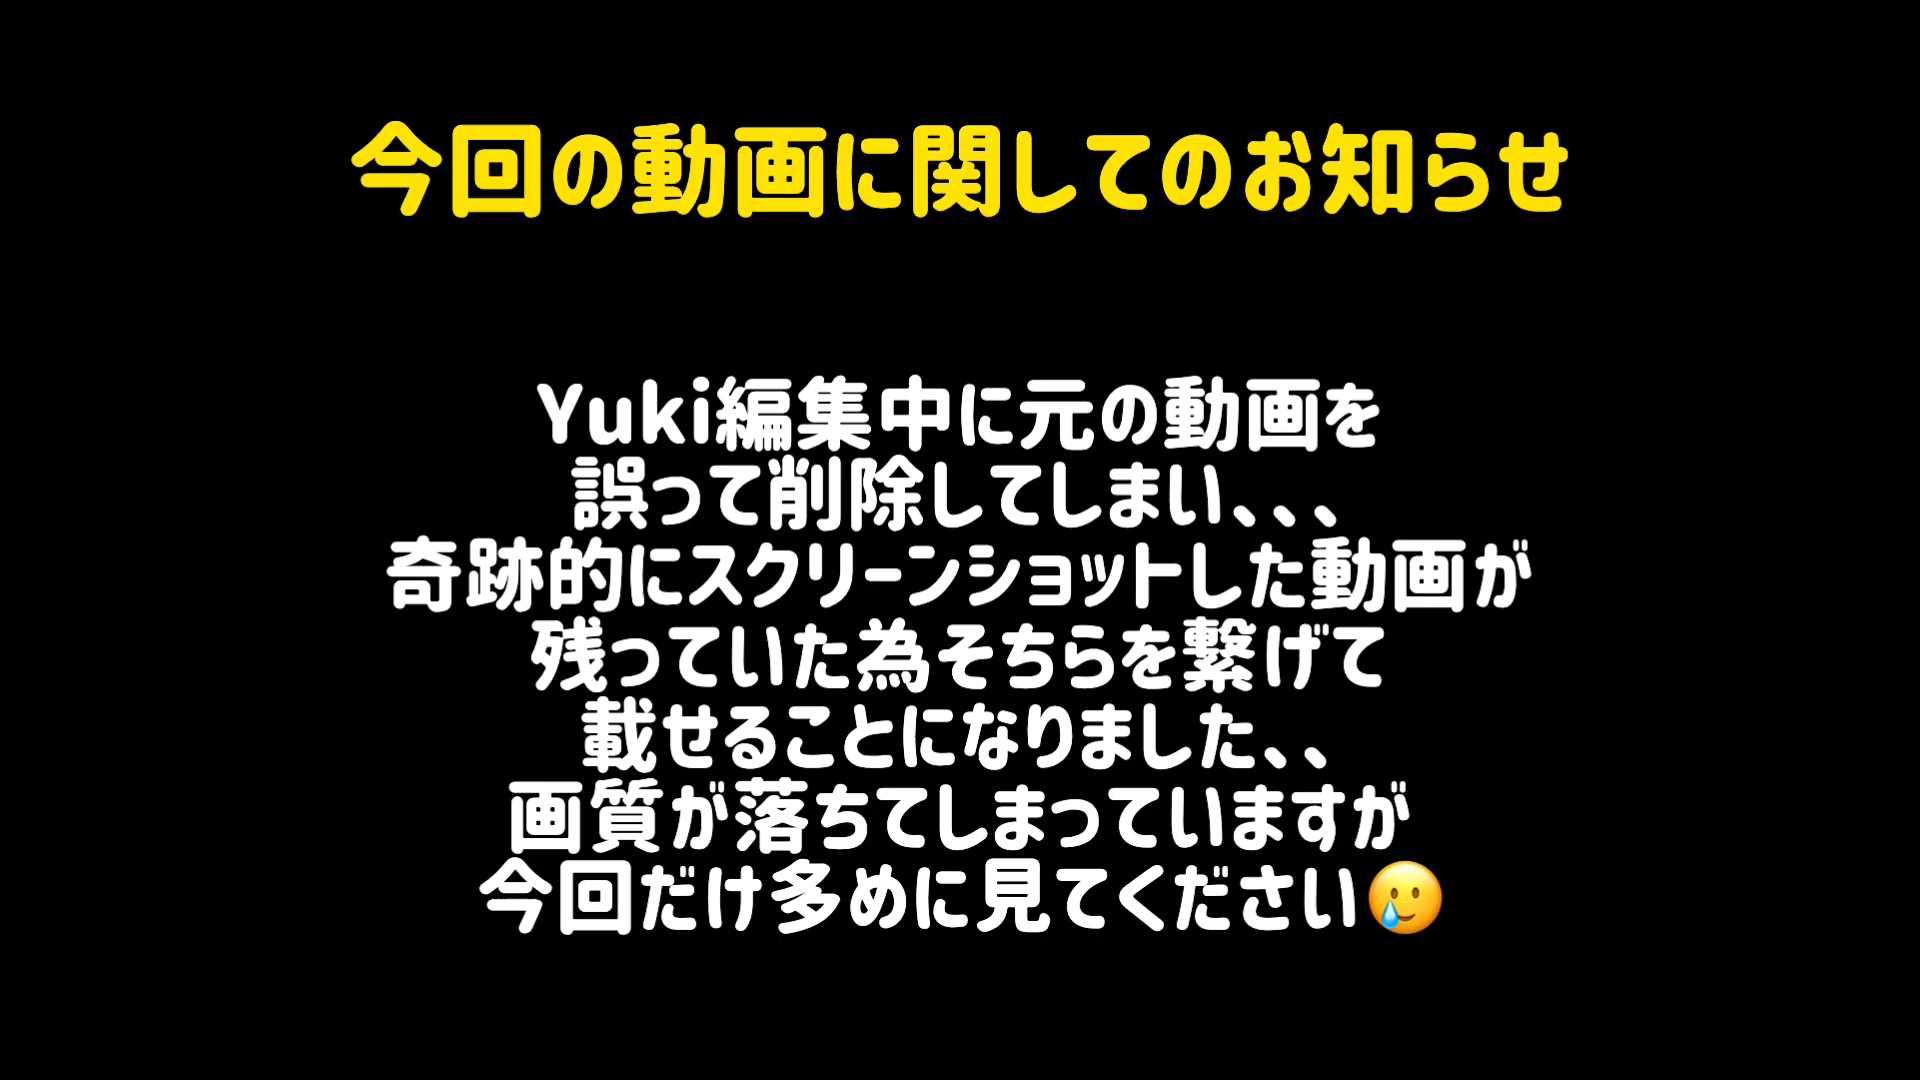 今回の動画に関してのお知らせ
Yuki編集中に元の動画を
誤って削除してしまい、、、
奇跡的にスクリーンショットした動画が
残っていた為そちらを繋げて
載せることになりました、、
画質が落ちてしまっていますが
今回だけ多めに見てください🥲